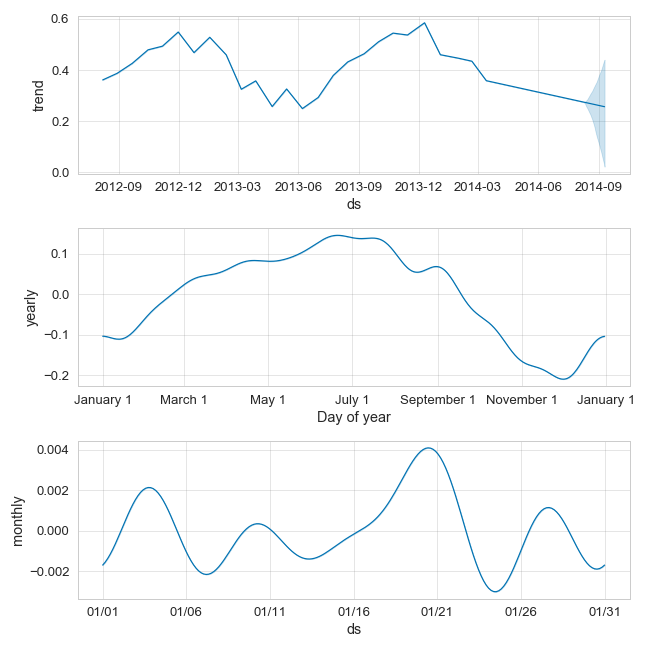 0.6
0.4
0.2
0.0
trend
2012-09 2012-12 2013-03 2013-06 2013-09 2013-12 2014-03 2014-06 2014-09
ds
0.1
0.0
−0.1
−0.2
yearly
January 1 March 1 May 1 July 1 September 1 November 1 January 1
Day of year
0.004
0.002
0.000
−0.002
monthly
01/01 01/06 01/11 01/16 01/21 01/26 01/31
ds